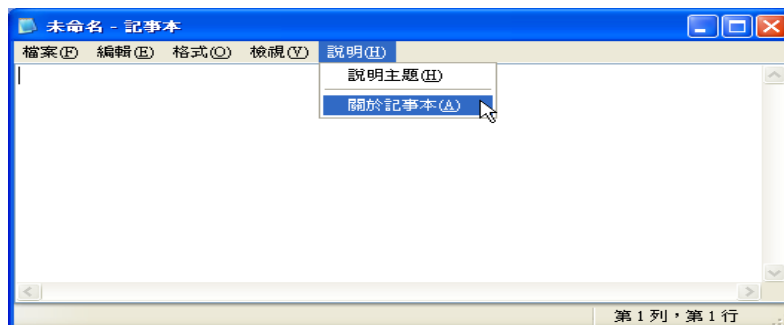 未命名 - 記事本
檔案(F) 編輯(E) 格式(O) 檢視(V) 說明(H)
說明主題(H)
關於記事本(A)
第 1 列，第 1 行